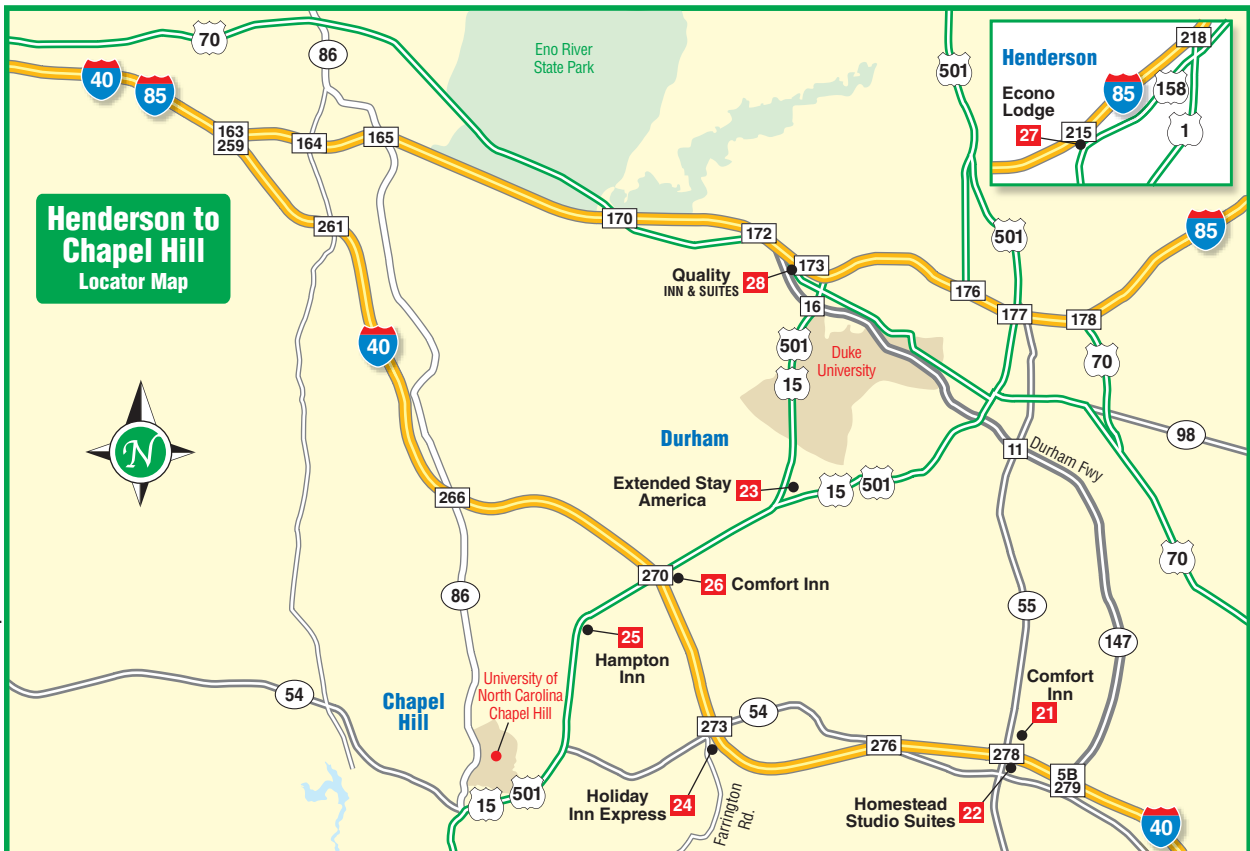 Henderson to
Chapel Hill
Locator Map
70
86
40
85
163
259
164
165
261
40
266
86
54
Eno River
State Park
170
172
173
Quality
INN & SUITES
28
16
501
15
Duke
University
Durham
Extended Stay
America
23
15
501
501
501
176
177
178
85
70
98
11
Durham Fwy
70
55
147
270
26
Comfort Inn
25
Hampton
Inn
Chapel
Hill
University of
North Carolina
Chapel Hill
15
501
273
54
Holiday
Inn Express
24
Farrington
Rd.
276
278
5B
279
Comfort
Inn
21
Homestead
Studio Suites
22
40
Henderson
Econo
Lodge
27
215
218
85
158
1
N